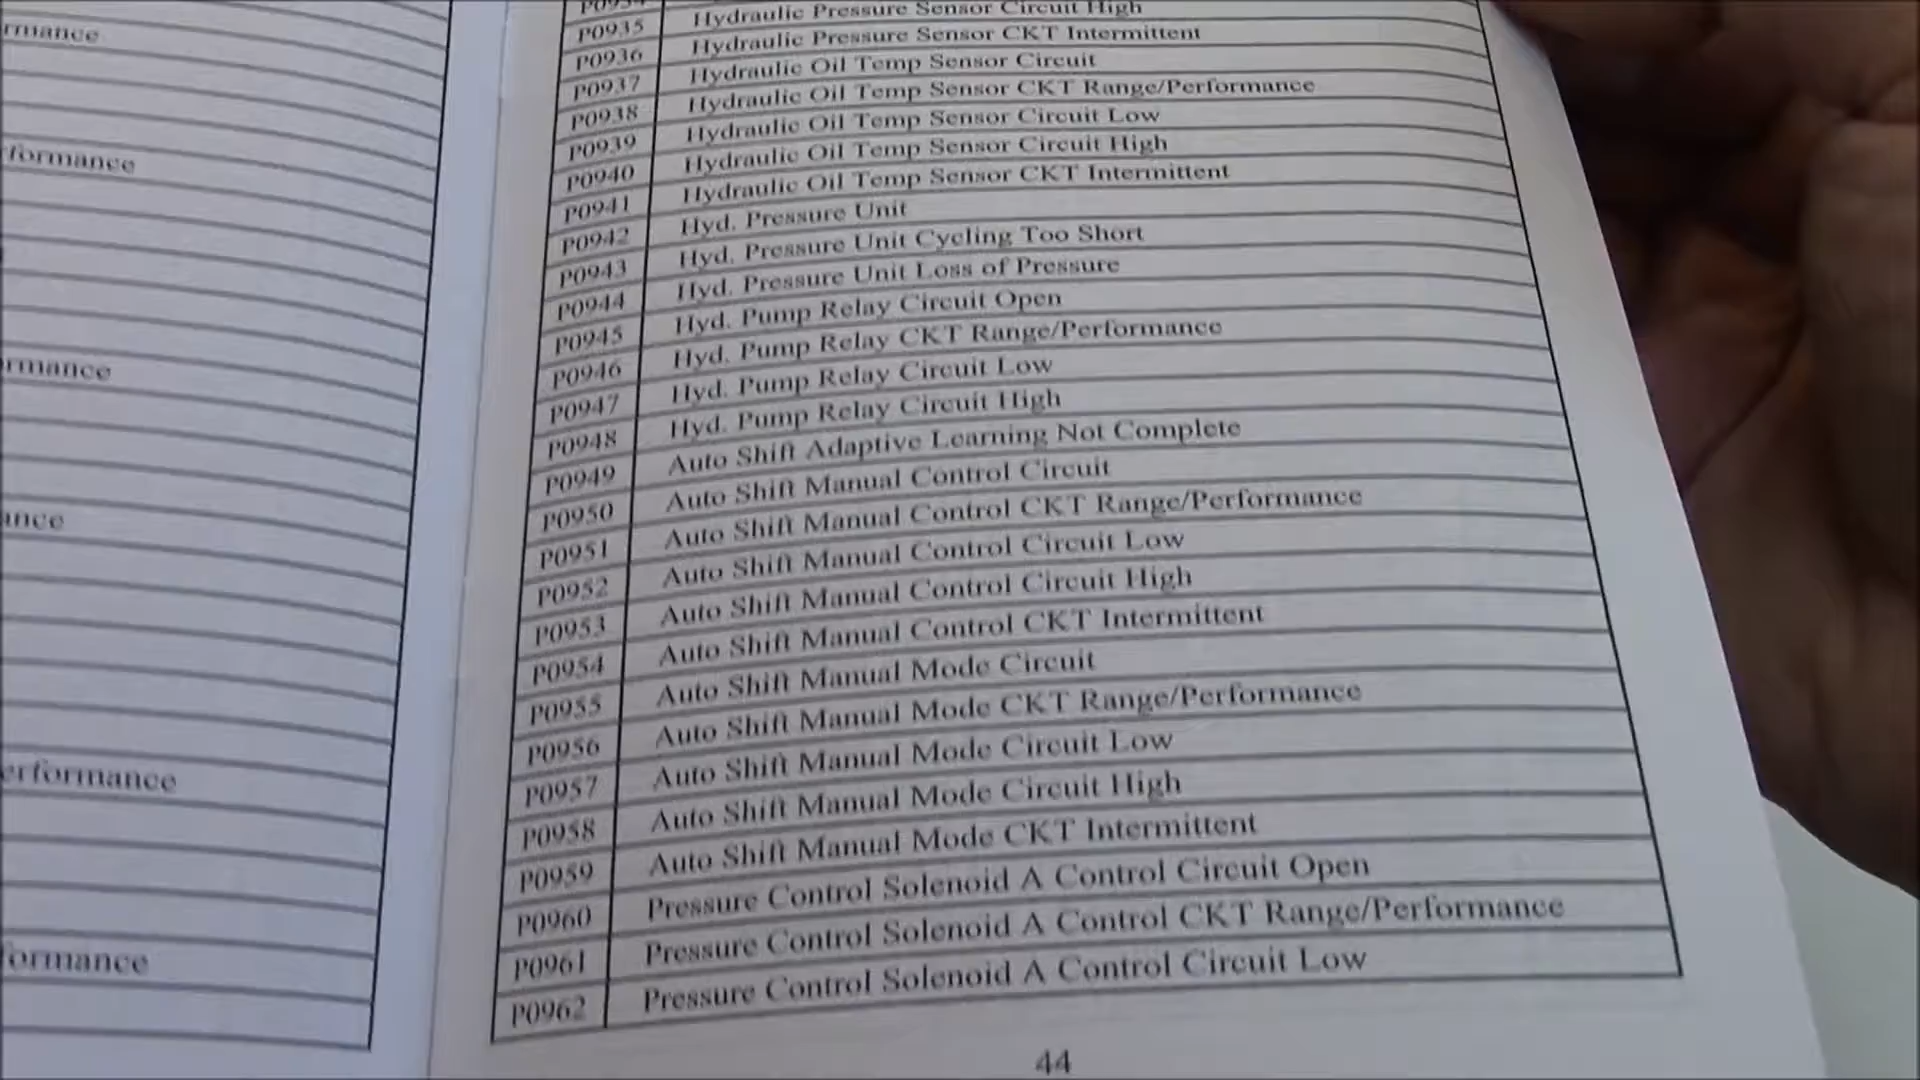 rmance
formance
rmance
ance
erformance
formance
P0934
P0935 Hydraulic Pressure Sensor Circuit High
P0936 Hydraulic Pressure Sensor CKT Intermittent
P0937 Hydraulic Oil Temp Sensor Circuit
P0938 Hydraulic Oil Temp Sensor CKT Range/Performance
P0939 Hydraulic Oil Temp Sensor Circuit Low
P0940 Hydraulic Oil Temp Sensor Circuit High
P0941 Hydraulic Oil Temp Sensor CKT Intermittent
P0942 Hyd. Pressure Unit
P0943 Hyd. Pressure Unit Cycling Too Short
P0944 Hyd. Pressure Unit Loss of Pressure
P0945 Hyd. Pump Relay Circuit Open
P0946 Hyd. Pump Relay CKT Range/Performance
P0947 Hyd. Pump Relay Circuit Low
P0948 Hyd. Pump Relay Circuit High
P0949 Auto Shift Adaptive Learning Not Complete
P0950 Auto Shift Manual Control Circuit
P0951 Auto Shift Manual Control CKT Range/Performance
P0952 Auto Shift Manual Control Circuit Low
P0953 Auto Shift Manual Control Circuit High
P0954 Auto Shift Manual Control CKT Intermittent
P0955 Auto Shift Manual Mode Circuit
P0956 Auto Shift Manual Mode CKT Range/Performance
P0957 Auto Shift Manual Mode Circuit Low
P0958 Auto Shift Manual Mode Circuit High
P0959 Auto Shift Manual Mode CKT Intermittent
P0960 Pressure Control Solenoid A Control Circuit Open
P0961 Pressure Control Solenoid A Control CKT Range/Performance
P0962 Pressure Control Solenoid A Control Circuit Low
44